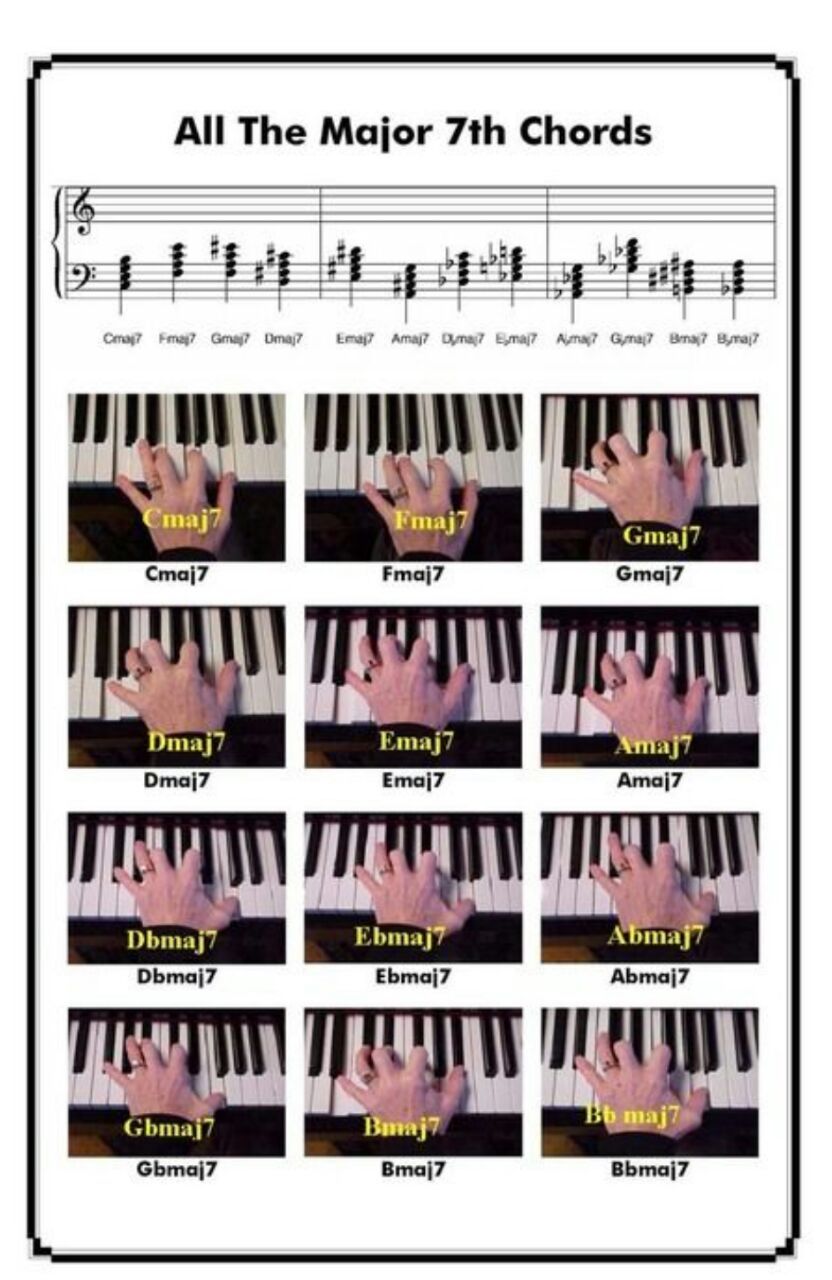 All The Major 7th Chords
Cmaj7 Fmaj7 Gmaj7 Dmaj7 Emaj7 Amaj7 D♭maj7 E♭maj7 A♭maj7 G♭maj7 Bmaj7 B♭maj7
Cmaj7 Fmaj7 Gmaj7
Cmaj7 Fmaj7 Gmaj7
Dmaj7 Emaj7 Amaj7
Dmaj7 Emaj7 Amaj7
Dbmaj7 Ebmaj7 Abmaj7
Dbmaj7 Ebmaj7 Abmaj7
Gbmaj7 Bmaj7 Bb maj7
Gbmaj7 Bmaj7 Bbmaj7